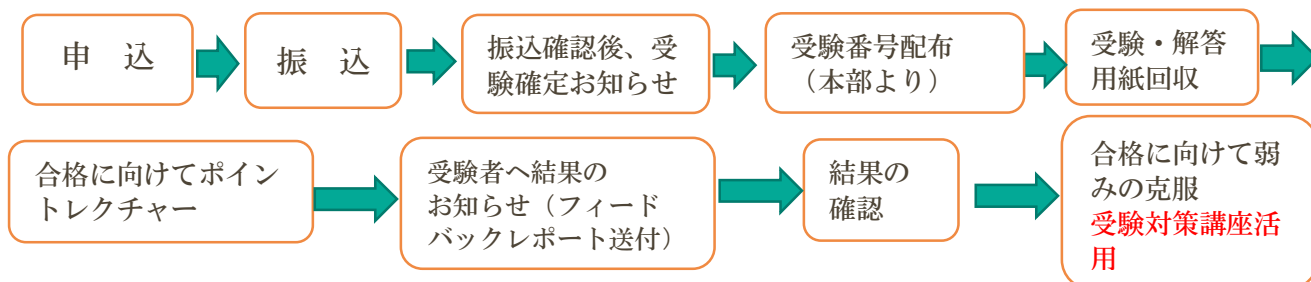 申　込
振　込
振込確認後、受
験確定お知らせ
受験番号配布
（本部より）
受験・解答
用紙回収
合格に向けてポイン
トレクチャー
受験者へ結果の
お知らせ（フィード
バックレポート送付）
結果の
確認
合格に向けて弱
みの克服
受験対策講座活
用